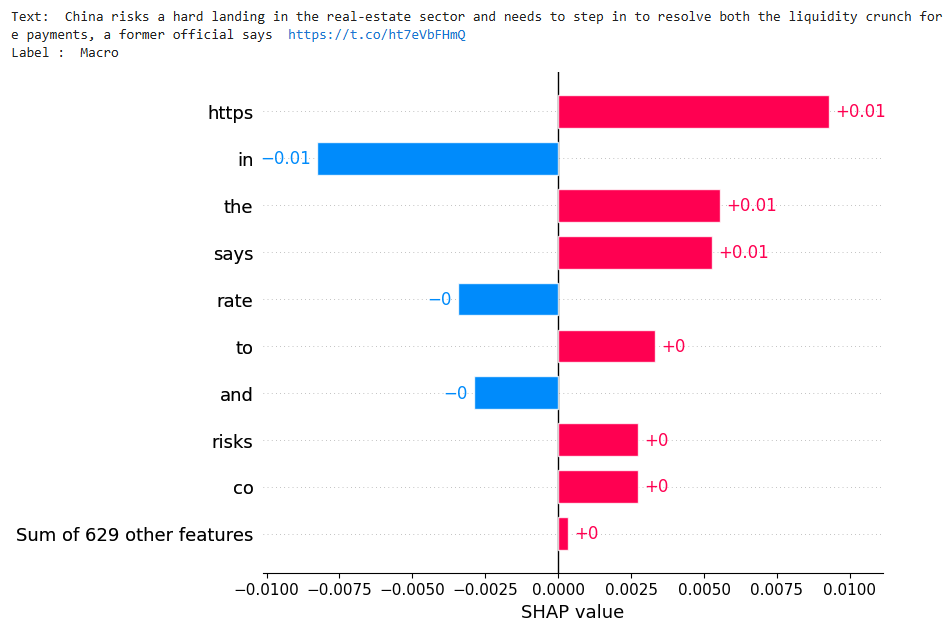 Text:  China risks a hard landing in the real-estate sector and needs to step in to resolve both the liquidity crunch for
e payments, a former official says  https://t.co/ht7eVbFHmQ
Label :  Macro
https +0.01
in −0.01
the +0.01
says +0.01
rate −0
to +0
and −0
risks +0
co +0
Sum of 629 other features +0
−0.0100 −0.0075 −0.0050 −0.0025 0.0000 0.0025 0.0050 0.0075 0.0100
SHAP value